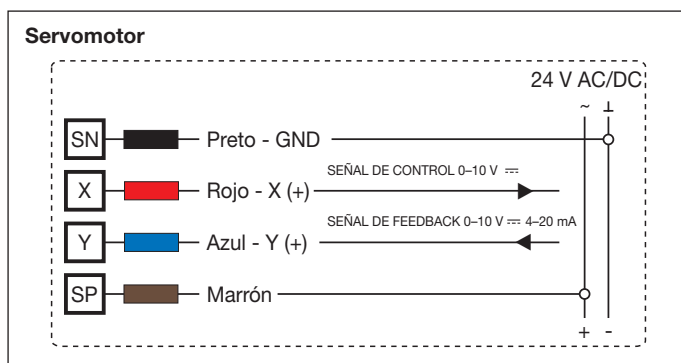 Servomotor
24 V AC/DC
~ ⊥
SN Preto - GND
X Rojo - X (+) SEÑAL DE CONTROL 0–10 V ⎓
Y Azul - Y (+) SEÑAL DE FEEDBACK 0–10 V ⎓ 4–20 mA
SP Marrón
+ -